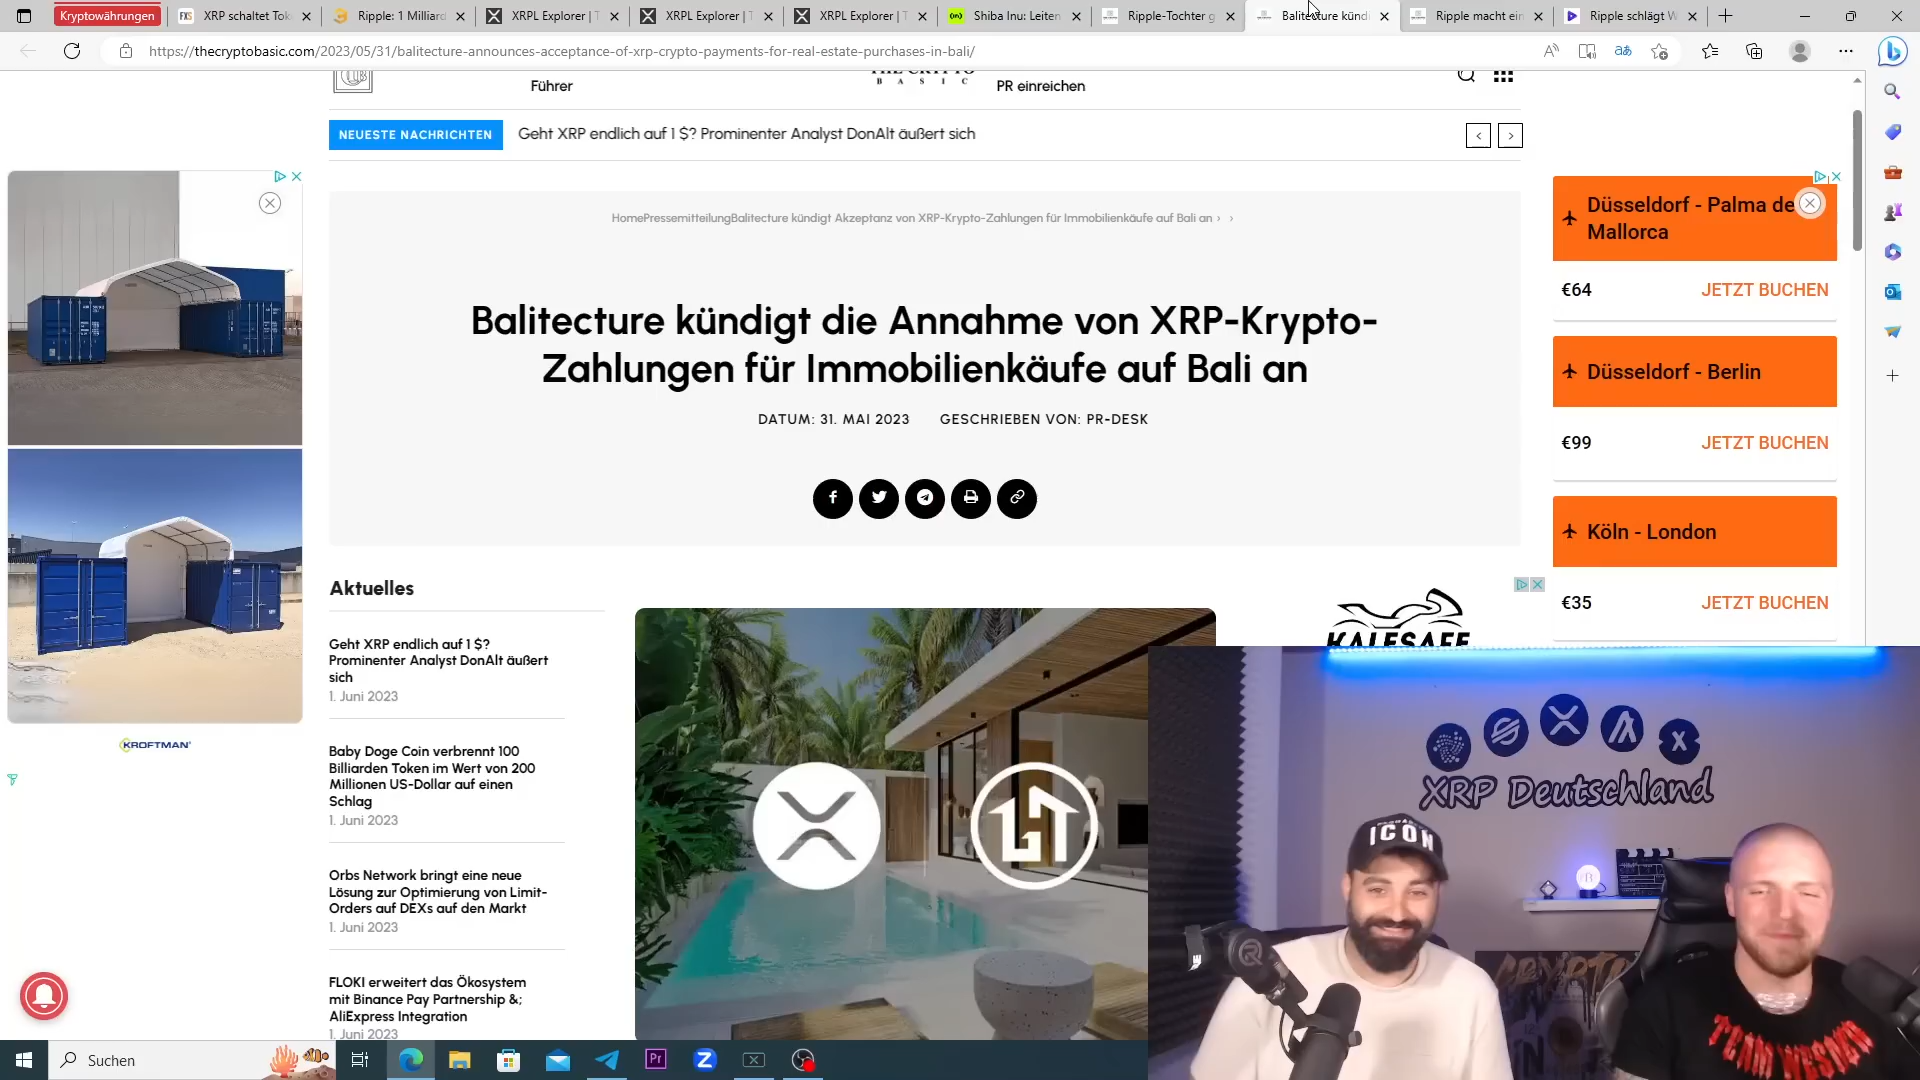 Kryptowährungen
XRP schaltet Tok
Ripple: 1 Milliard
XRPL Explorer | T
XRPL Explorer | T
XRPL Explorer | T
Shiba Inu: Leiten
Ripple-Tochter g
Balitecture kündi
Ripple macht ein
Ripple schlägt W
https://thecryptobasic.com/2023/05/31/balitecture-announces-acceptance-of-xrp-crypto-payments-for-real-estate-purchases-in-bali/
Führer
THE CRYPTO
BASIC
PR einreichen
NEUESTE NACHRICHTEN
Geht XRP endlich auf 1 $? Prominenter Analyst DonAlt äußert sich
HomePressemitteilungBalitecture kündigt Akzeptanz von XRP-Krypto-Zahlungen für Immobilienkäufe auf Bali an › ›
Balitecture kündigt die Annahme von XRP-Krypto-
Zahlungen für Immobilienkäufe auf Bali an
DATUM: 31. MAI 2023
GESCHRIEBEN VON: PR-DESK
Aktuelles
Geht XRP endlich auf 1 $?
Prominenter Analyst DonAlt äußert
sich
1. Juni 2023
Baby Doge Coin verbrennt 100
Billiarden Token im Wert von 200
Millionen US-Dollar auf einen
Schlag
1. Juni 2023
Orbs Network bringt eine neue
Lösung zur Optimierung von Limit-
Orders auf DEXs auf den Markt
1. Juni 2023
FLOKI erweitert das Ökosystem
mit Binance Pay Partnership &;
AliExpress Integration
1. Juni 2023
KROFTMAN
Düsseldorf - Palma de
Mallorca
€64
JETZT BUCHEN
Düsseldorf - Berlin
€99
JETZT BUCHEN
Köln - London
€35
JETZT BUCHEN
KALESAFE
XRP Deutschland
ICON
CRYPTO
Suchen